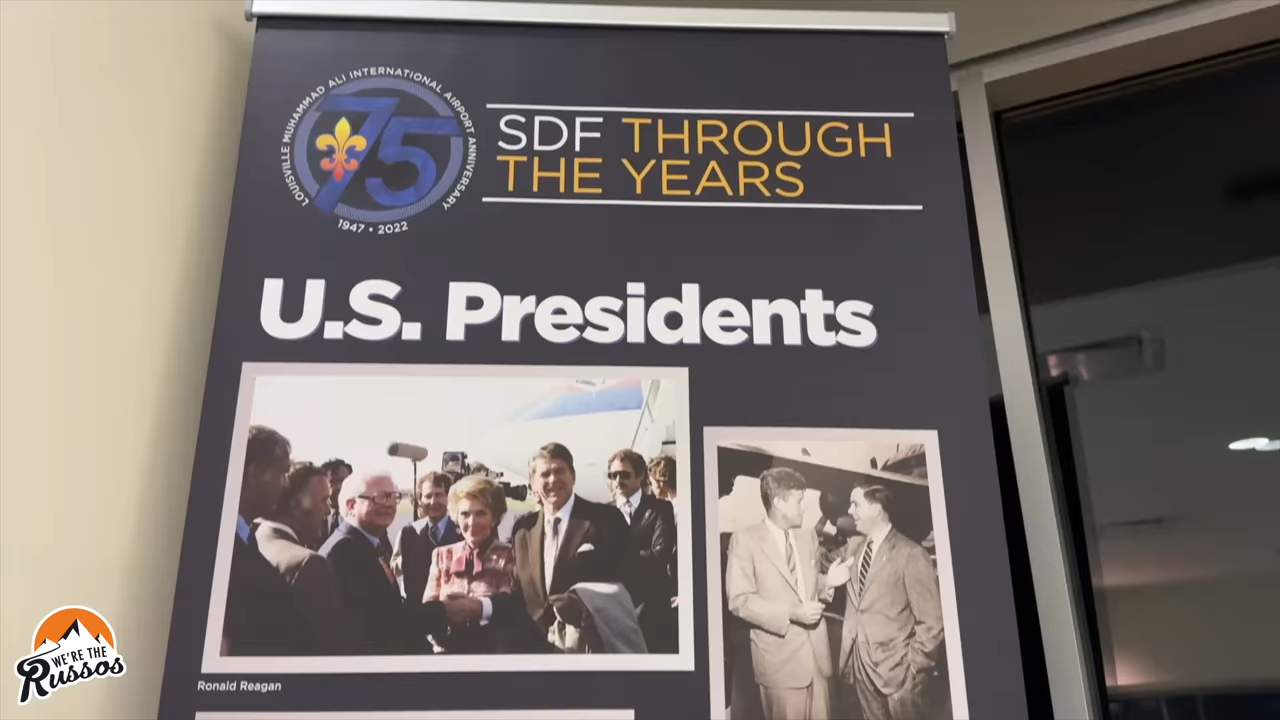 LOUISVILLE MUHAMMAD ALI INTERNATIONAL AIRPORT ANNIVERSARY
75
1947 • 2022
SDF THROUGH
THE YEARS
U.S. Presidents
Ronald Reagan
WE'RE THE
RUSSOS